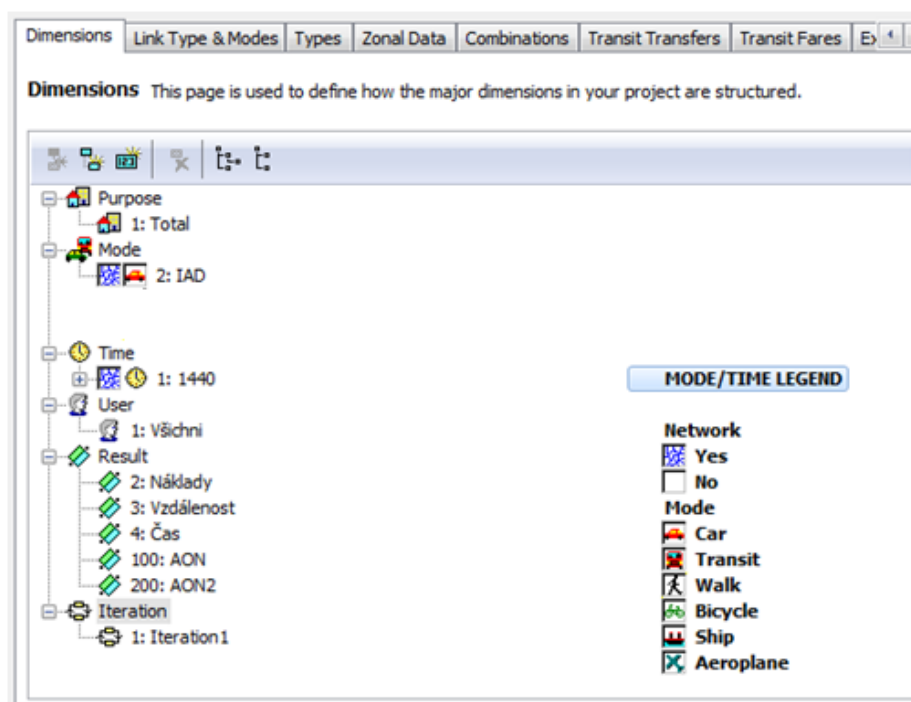 Dimensions Link Type & Modes Types Zonal Data Combinations Transit Transfers Transit Fares
Dimensions This page is used to define how the major dimensions in your project are structured.
Purpose
1: Total
Mode
2: IAD
Time
1: 1440
MODE/TIME LEGEND
User
1: Všichni
Network
Result
Yes
2: Náklady
No
3: Vzdálenost
Mode
4: Čas
Car
100: AON
Transit
200: AON2
Walk
Iteration
Bicycle
1: Iteration1
Ship
Aeroplane